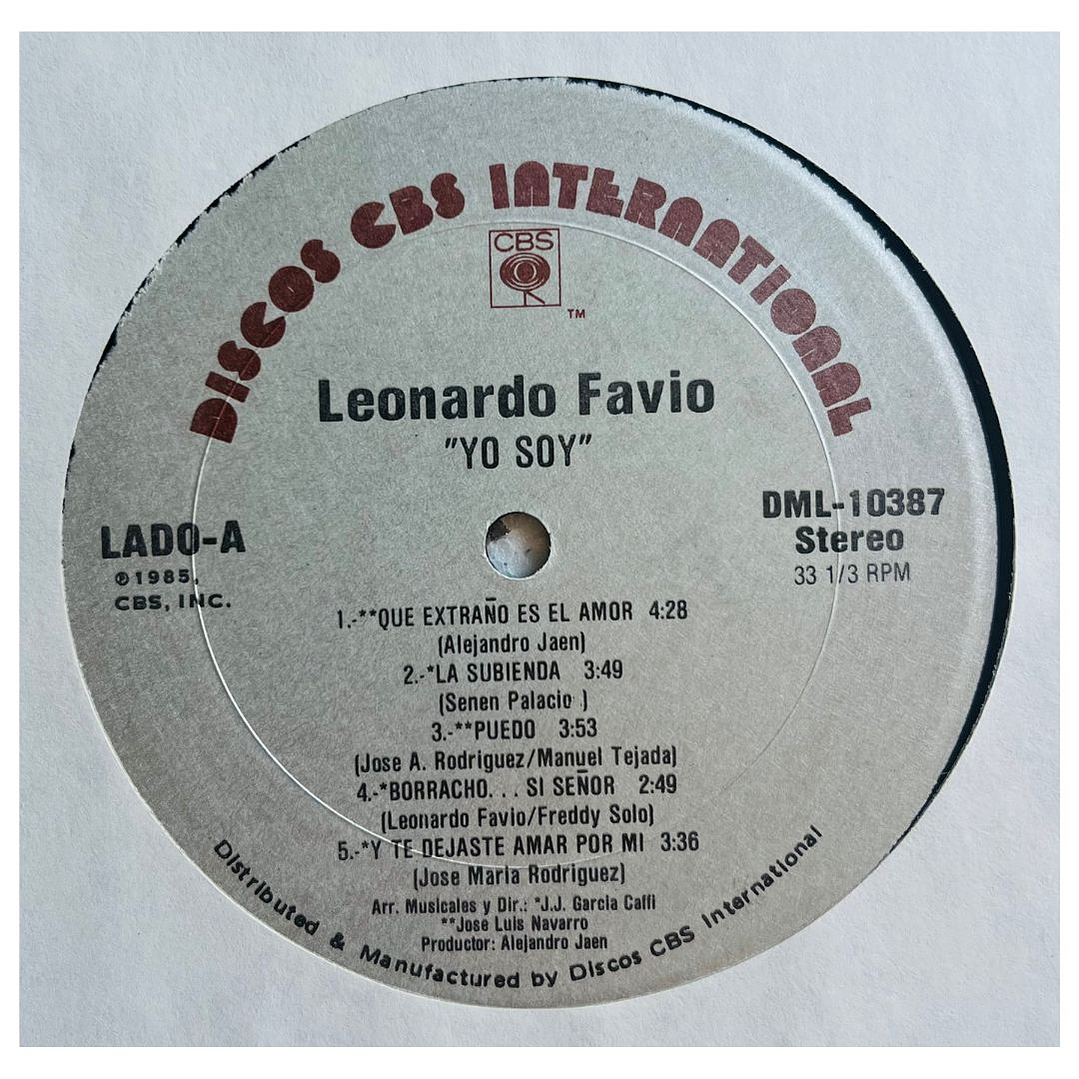 DISCOS CBS INTERNATIONAL
CBS
TM
Leonardo Favio
"YO SOY"
LADO-A
℗1985,
CBS, INC.
DML-10387
Stereo
33 1/3 RPM
1.-**QUE EXTRAÑO ES EL AMOR 4:28
(Alejandro Jaen)
2.-*LA SUBIENDA 3:49
(Senen Palacio )
3.-**PUEDO 3:53
(Jose A. Rodriguez/Manuel Tejada)
4.-*BORRACHO. . . SI SEÑOR 2:49
(Leonardo Favio/Freddy Solo)
5.-*Y TE DEJASTE AMAR POR MI 3:36
(Jose Maria Rodriguez)
Arr. Musicales y Dir.: *J.J. Garcia Caffi
**Jose Luis Navarro
Productor: Alejandro Jaen
Distributed & Manufactured by Discos CBS International